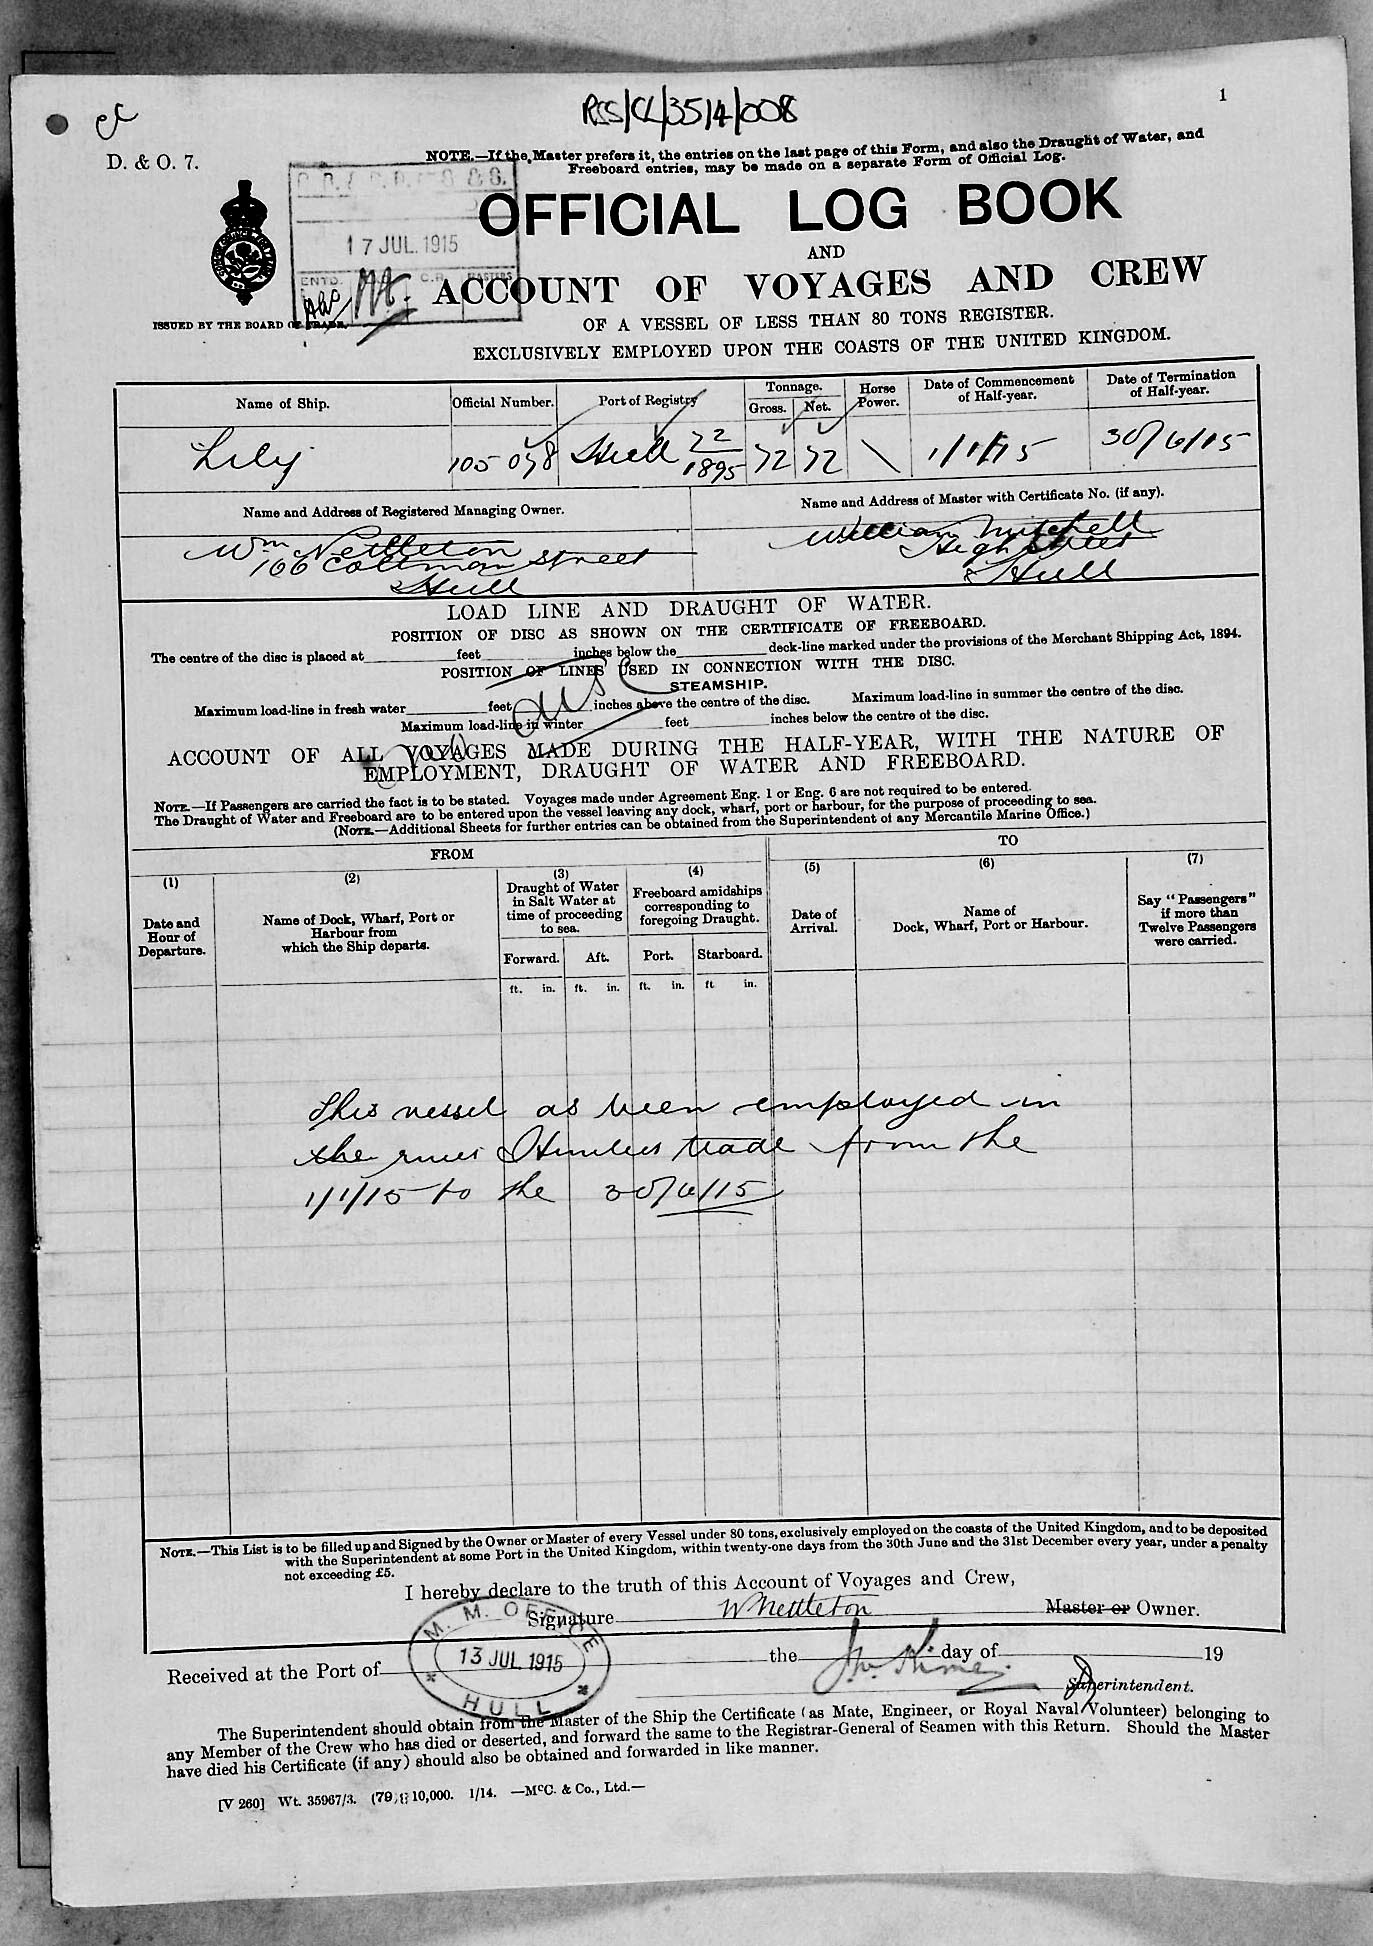 RSS/CL/3514/008
1
D. & O. 7.
NOTE.—If the Master prefers it, the entries on the last page of this Form, and also the Draught of Water, and
Freeboard entries, may be made on a separate Form of Official Log.
17 JUL. 1915
ENTD. C.R. MASTERS
OFFICIAL LOG BOOK
AND
ACCOUNT OF VOYAGES AND CREW
ISSUED BY THE BOARD OF TRADE.
OF A VESSEL OF LESS THAN 80 TONS REGISTER.
EXCLUSIVELY EMPLOYED UPON THE COASTS OF THE UNITED KINGDOM.
Name of Ship. Official Number. Port of Registry Tonnage. Gross. Net. Horse Power. Date of Commencement of Half-year. Date of Termination of Half-year.
Lily 105 078 Hull 22/1895 72 72 \ 1/1/15 30/6/15
Name and Address of Registered Managing Owner. Name and Address of Master with Certificate No. (if any).
Wm Nettleton William Mitchell
166 Coltman Street High Street
Hull Hull
LOAD LINE AND DRAUGHT OF WATER.
POSITION OF DISC AS SHOWN ON THE CERTIFICATE OF FREEBOARD.
The centre of the disc is placed at feet inches below the deck-line marked under the provisions of the Merchant Shipping Act, 1894.
POSITION OF LINES USED IN CONNECTION WITH THE DISC.
STEAMSHIP.
Maximum load-line in fresh water feet inches above the centre of the disc. Maximum load-line in summer the centre of the disc.
Maximum load-line in winter feet inches below the centre of the disc.
ACCOUNT OF ALL VOYAGES MADE DURING THE HALF-YEAR, WITH THE NATURE OF
EMPLOYMENT, DRAUGHT OF WATER AND FREEBOARD.
NOTE.—If Passengers are carried the fact is to be stated. Voyages made under Agreement Eng. 1 or Eng. 6 are not required to be entered.
The Draught of Water and Freeboard are to be entered upon the vessel leaving any dock, wharf, port or harbour, for the purpose of proceeding to sea.
(NOTE.—Additional Sheets for further entries can be obtained from the Superintendent of any Mercantile Marine Office.)
FROM TO
(1) (2) (3) (4) (5) (6) (7)
Date and Hour of Departure.
Name of Dock, Wharf, Port or Harbour from which the Ship departs.
Draught of Water in Salt Water at time of proceeding to sea.
Freeboard amidships corresponding to foregoing Draught.
Date of Arrival.
Name of Dock, Wharf, Port or Harbour.
Say "Passengers" if more than Twelve Passengers were carried.
Forward. Aft. Port. Starboard.
ft. in. ft. in. ft. in. ft in.
This vessel as been employed in
the river Humber trade from the
1/1/15 to the 30/6/15
NOTE.—This List is to be filled up and Signed by the Owner or Master of every Vessel under 80 tons, exclusively employed on the coasts of the United Kingdom, and to be deposited
with the Superintendent at some Port in the United Kingdom, within twenty-one days from the 30th June and the 31st December every year, under a penalty
not exceeding £5.
I hereby declare to the truth of this Account of Voyages and Crew,
Signature W Nettleton Master or Owner.
M. M. OFFICE
13 JUL 1915
HULL
Received at the Port of the day of 19
Superintendent.
The Superintendent should obtain from the Master of the Ship the Certificate (as Mate, Engineer, or Royal Naval Volunteer) belonging to
any Member of the Crew who has died or deserted, and forward the same to the Registrar-General of Seamen with this Return. Should the Master
have died his Certificate (if any) should also be obtained and forwarded in like manner.
[V 260] Wt. 35967/3. 10,000. 1/14. —McC. & Co., Ltd.—